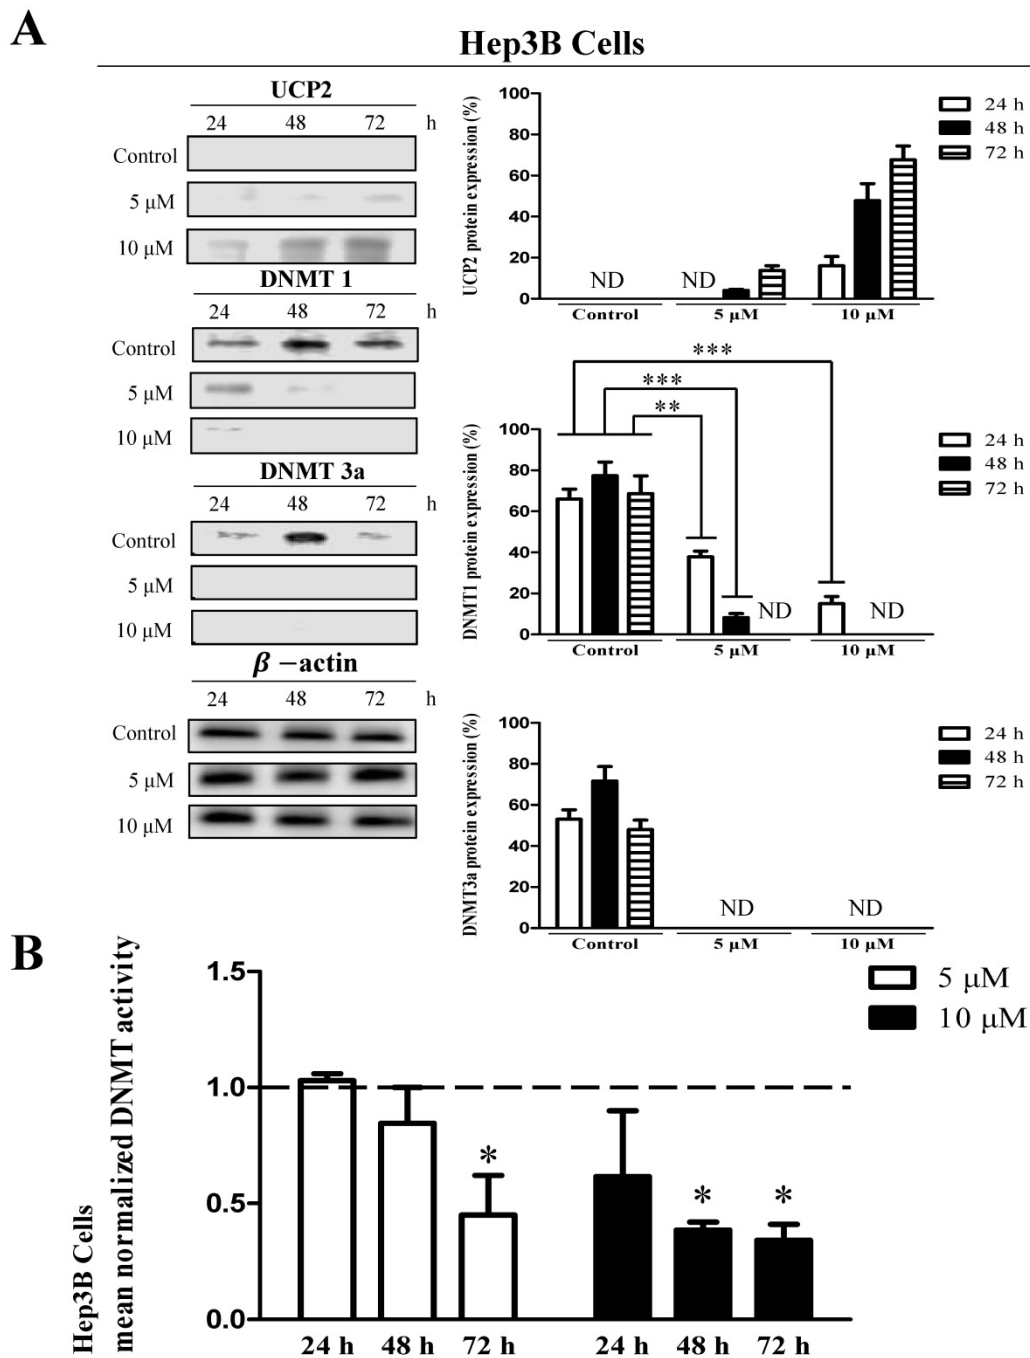 A
Hep3B Cells
UCP2
24 48 72 h
Control
5 μM
10 μM
DNMT 1
24 48 72 h
Control
5 μM
10 μM
DNMT 3a
24 48 72 h
Control
5 μM
10 μM
β –actin
24 48 72 h
Control
5 μM
10 μM
UCP2 protein expression (%)
100
80
60
40
20
0
ND ND
Control 5 μM 10 μM
24 h
48 h
72 h
DNMT1 protein expression (%)
100
80
60
40
20
0
***
***
**
ND ND
Control 5 μM 10 μM
24 h
48 h
72 h
DNMT3a protein expression (%)
100
80
60
40
20
0
ND ND
Control 5 μM 10 μM
24 h
48 h
72 h
B
Hep3B Cells
mean normalized DNMT activity
1.5
1.0
0.5
0.0
* * *
24 h 48 h 72 h 24 h 48 h 72 h
5 μM
10 μM